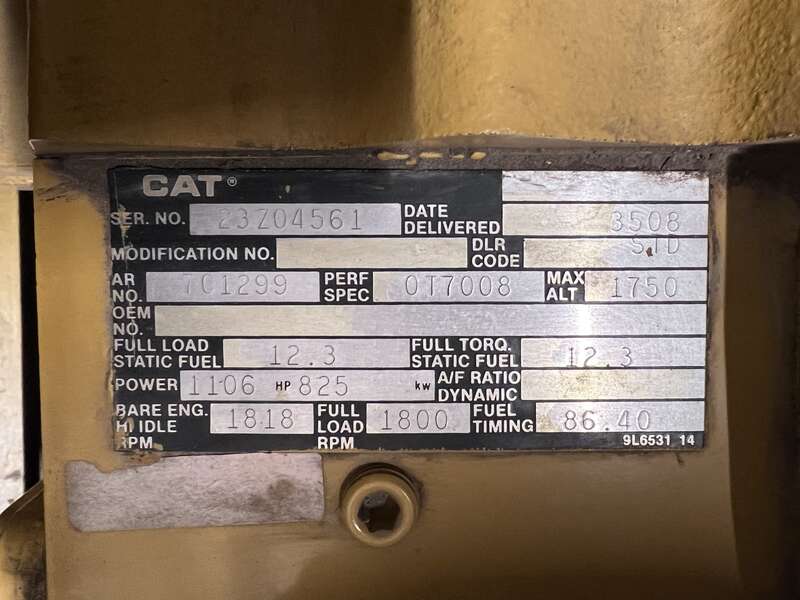 CAT®
SER. NO. 23Z04561 DATE DELIVERED 3508
MODIFICATION NO. DLR CODE STD
AR NO. 7C1299 PERF SPEC 0T7008 MAX ALT 1750
OEM NO.
FULL LOAD STATIC FUEL 12.3 FULL TORQ. STATIC FUEL 12.3
POWER 1106 HP 825 kw A/F RATIO DYNAMIC
BARE ENG. HI IDLE RPM 1818 FULL LOAD RPM 1800 FUEL TIMING 86.40
9L6531 14